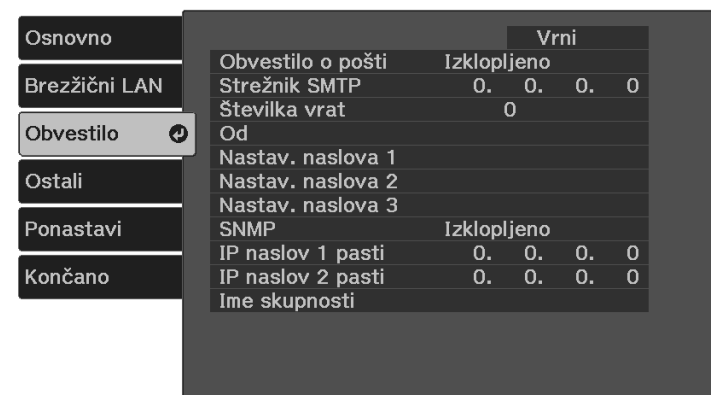 Osnovno
Brezžični LAN
Obvestilo
Ostali
Ponastavi
Končano
Vrni
Obvestilo o pošti Izklopljeno
Strežnik SMTP 0. 0. 0. 0
Številka vrat 0
Od
Nastav. naslova 1
Nastav. naslova 2
Nastav. naslova 3
SNMP Izklopljeno
IP naslov 1 pasti 0. 0. 0. 0
IP naslov 2 pasti 0. 0. 0. 0
Ime skupnosti